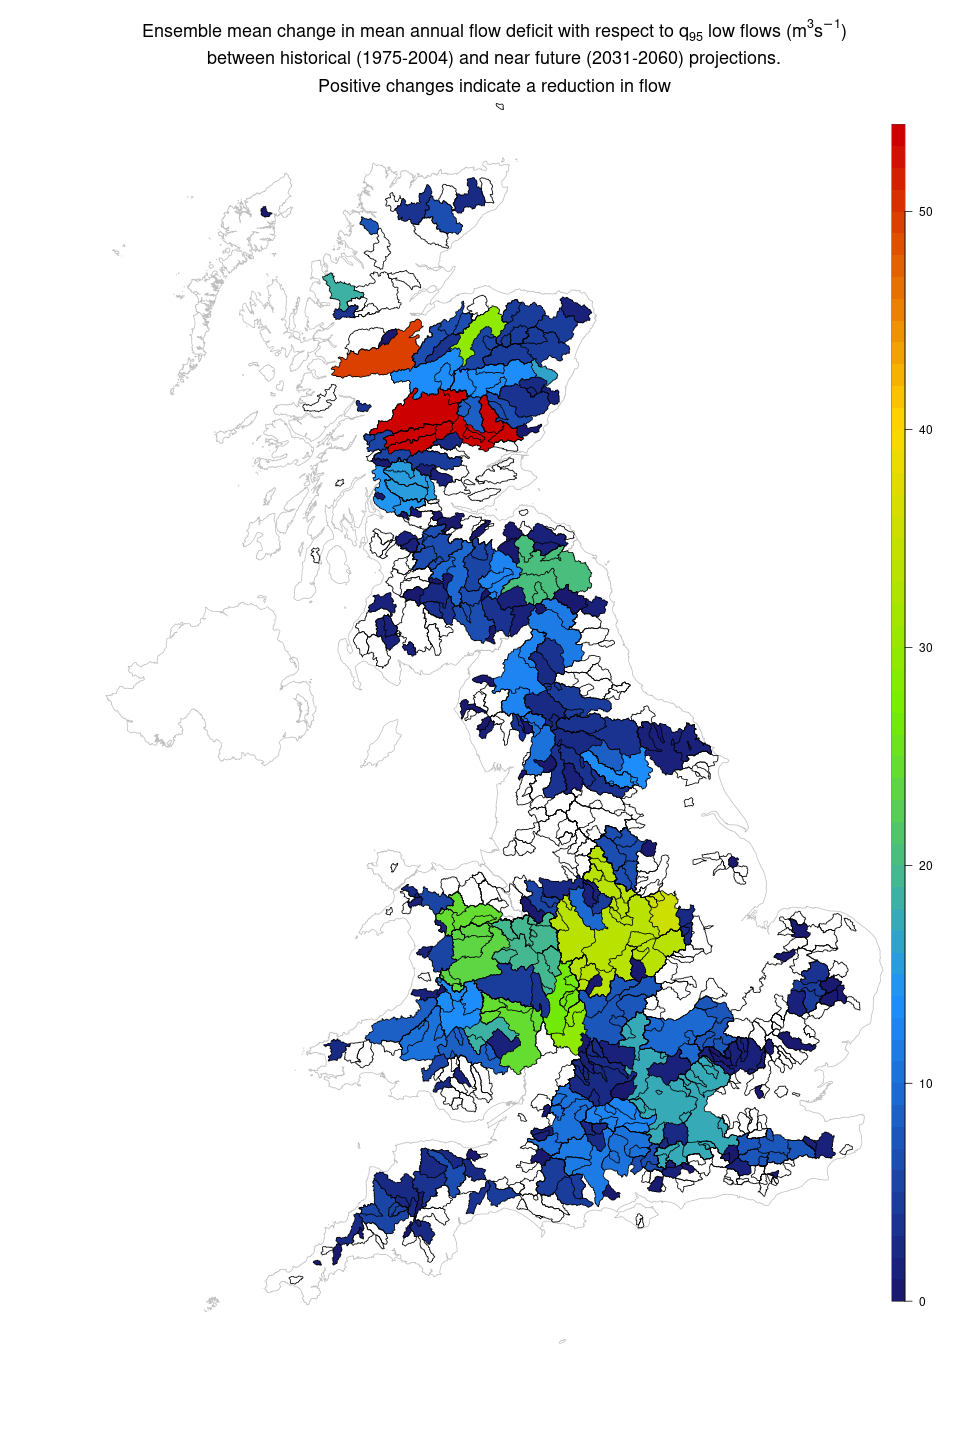 Ensemble mean change in mean annual flow deficit with respect to q₉₅ low flows (m³s⁻¹)
between historical (1975-2004) and near future (2031-2060) projections.
Positive changes indicate a reduction in flow
50
40
30
20
10
0